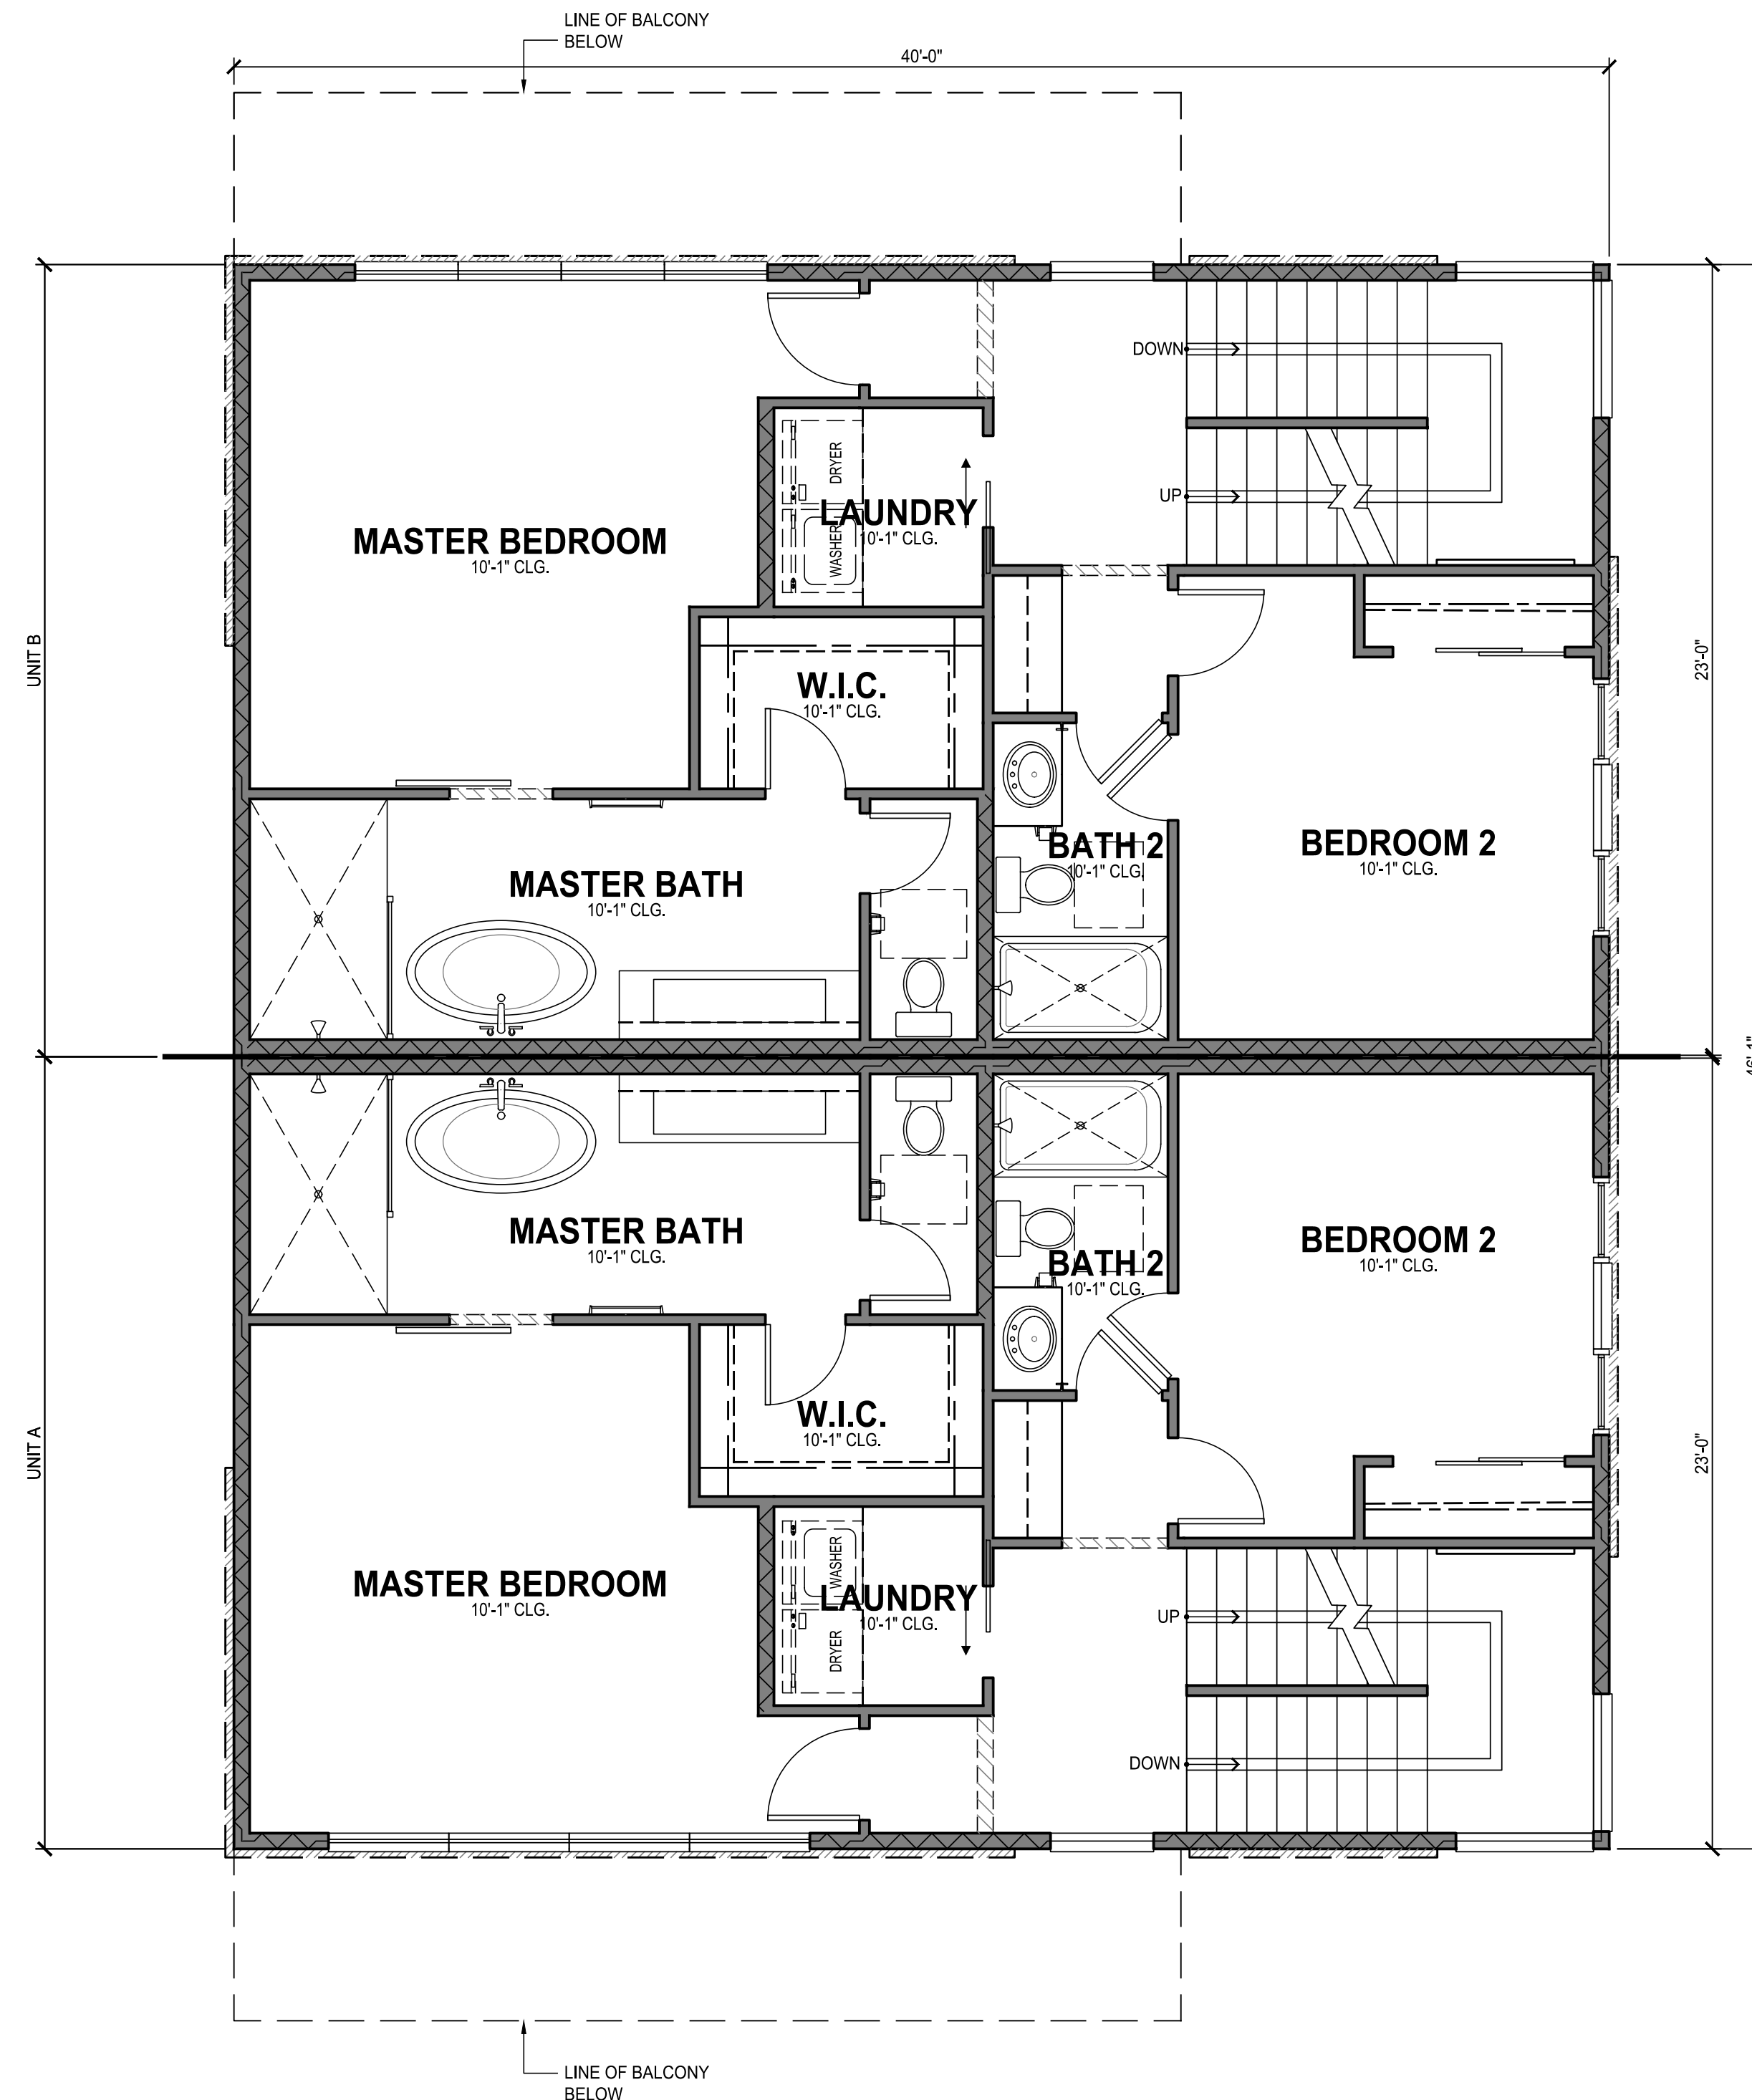 LINE OF BALCONY
BELOW
40'-0"
UNIT B
DOWN
DRYER
UP
LAUNDRY
10'-1" CLG.
WASHER
MASTER BEDROOM
10'-1" CLG.
23'-0"
W.I.C.
10'-1" CLG.
BATH 2
10'-1" CLG.
BEDROOM 2
10'-1" CLG.
MASTER BATH
10'-1" CLG.
46'-1"
MASTER BATH
10'-1" CLG.
BATH 2
10'-1" CLG.
BEDROOM 2
10'-1" CLG.
W.I.C.
10'-1" CLG.
UNIT A
23'-0"
WASHER
MASTER BEDROOM
10'-1" CLG.
LAUNDRY
10'-1" CLG.
UP
DRYER
DOWN
LINE OF BALCONY
BELOW